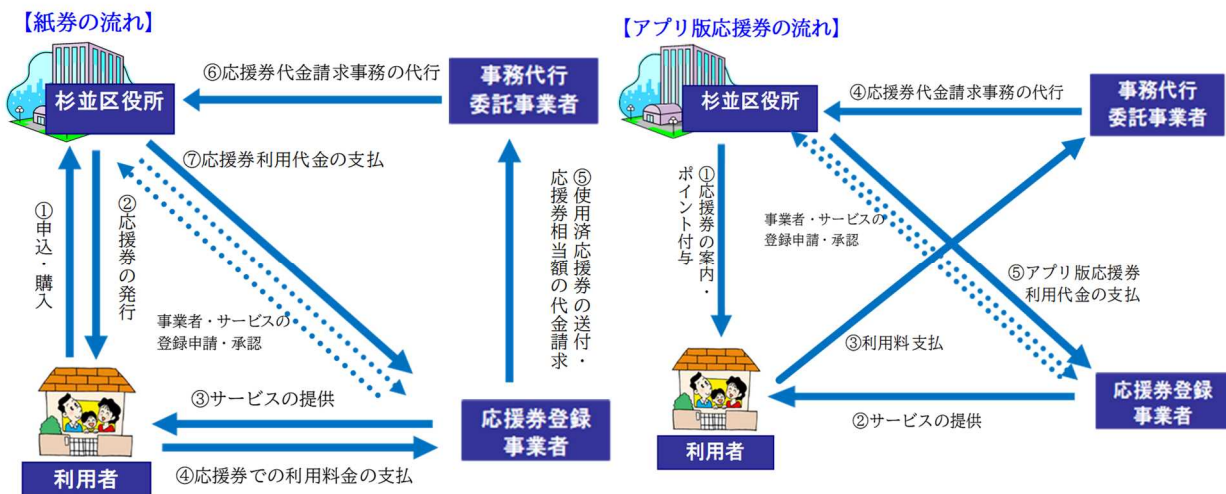 【紙券の流れ】
杉並区役所
⑥応援券代金請求事務の代行
事務代行
委託事業者
⑦応援券利用代金の支払
①申込・購入
②応援券の発行
⑤使用済応援券の送付・
応援券相当額の代金請求
事業者・サービスの
登録申請・承認
③サービスの提供
応援券登録
事業者
利用者
④応援券での利用料金の支払
【アプリ版応援券の流れ】
杉並区役所
④応援券代金請求事務の代行
事務代行
委託事業者
①応援券の案内・
ポイント付与
事業者・サービスの
登録申請・承認
⑤アプリ版応援券
利用代金の支払
③利用料支払
応援券登録
事業者
②サービスの提供
利用者